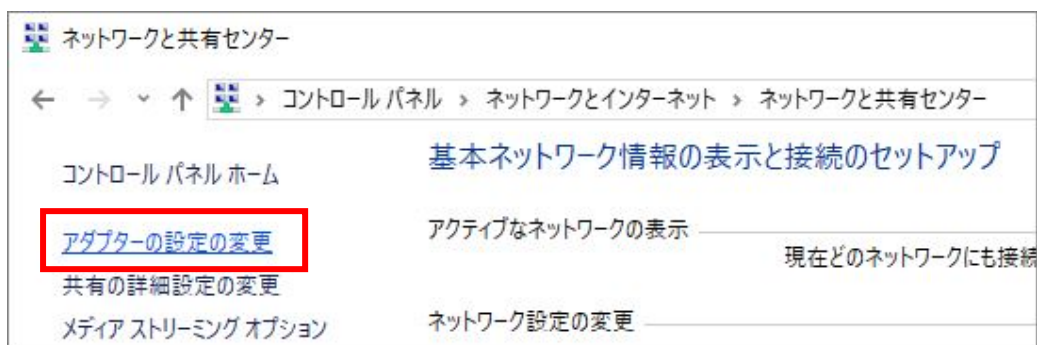 ネットワークと共有センター
コントロール パネル > ネットワークとインターネット > ネットワークと共有センター
コントロール パネル ホーム
アダプターの設定の変更
共有の詳細設定の変更
メディア ストリーミング オプション
基本ネットワーク情報の表示と接続のセットアップ
アクティブなネットワークの表示
現在どのネットワークにも接続
ネットワーク設定の変更